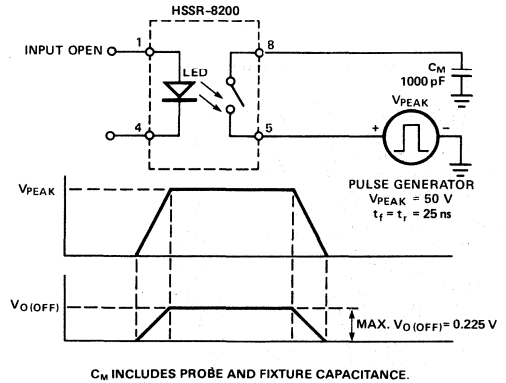 HSSR-8200
INPUT OPEN
1
8
LED
4
5
CM
1000 pF
VPEAK
+
−
PULSE GENERATOR
VPEAK = 50 V
tf = tr = 25 ns
VPEAK
VO(OFF)
MAX. VO(OFF) = 0.225 V
CM INCLUDES PROBE AND FIXTURE CAPACITANCE.